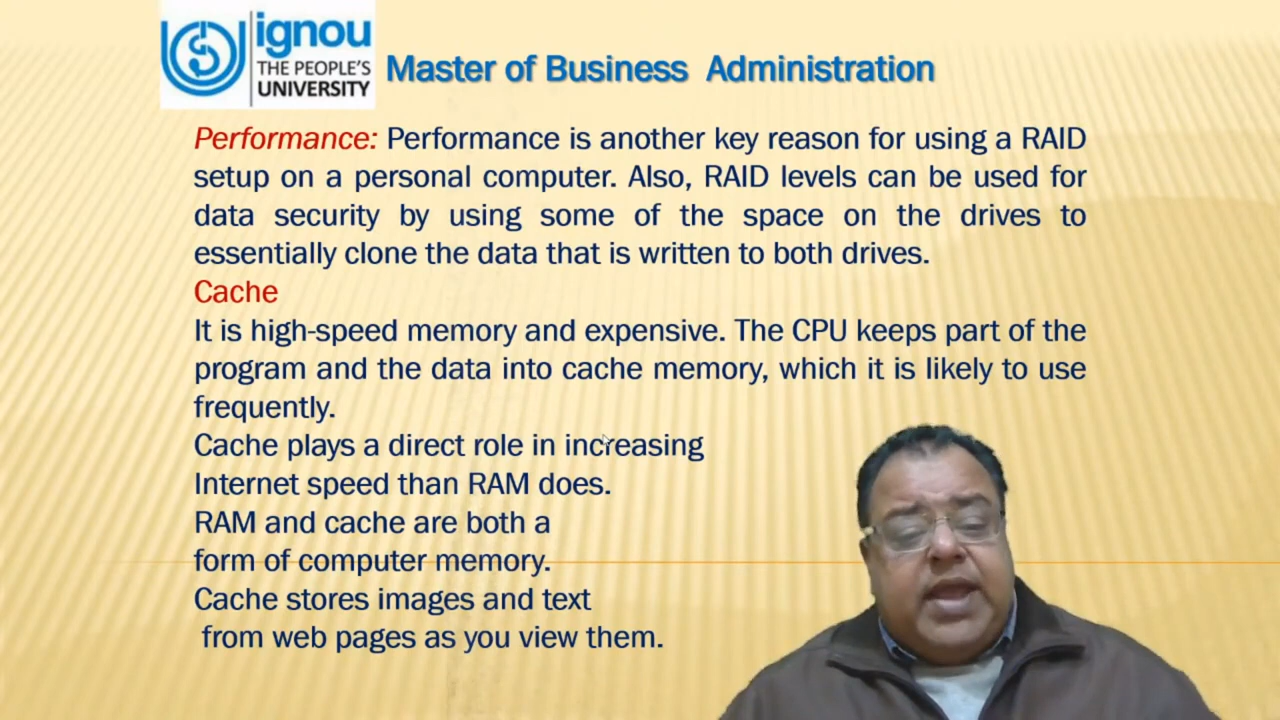 ignou
THE PEOPLE'S
UNIVERSITY
Master of Business Administration
Performance: Performance is another key reason for using a RAID
setup on a personal computer. Also, RAID levels can be used for
data security by using some of the space on the drives to
essentially clone the data that is written to both drives.
Cache
It is high-speed memory and expensive. The CPU keeps part of the
program and the data into cache memory, which it is likely to use
frequently.
Cache plays a direct role in increasing
Internet speed than RAM does.
RAM and cache are both a
form of computer memory.
Cache stores images and text
from web pages as you view them.